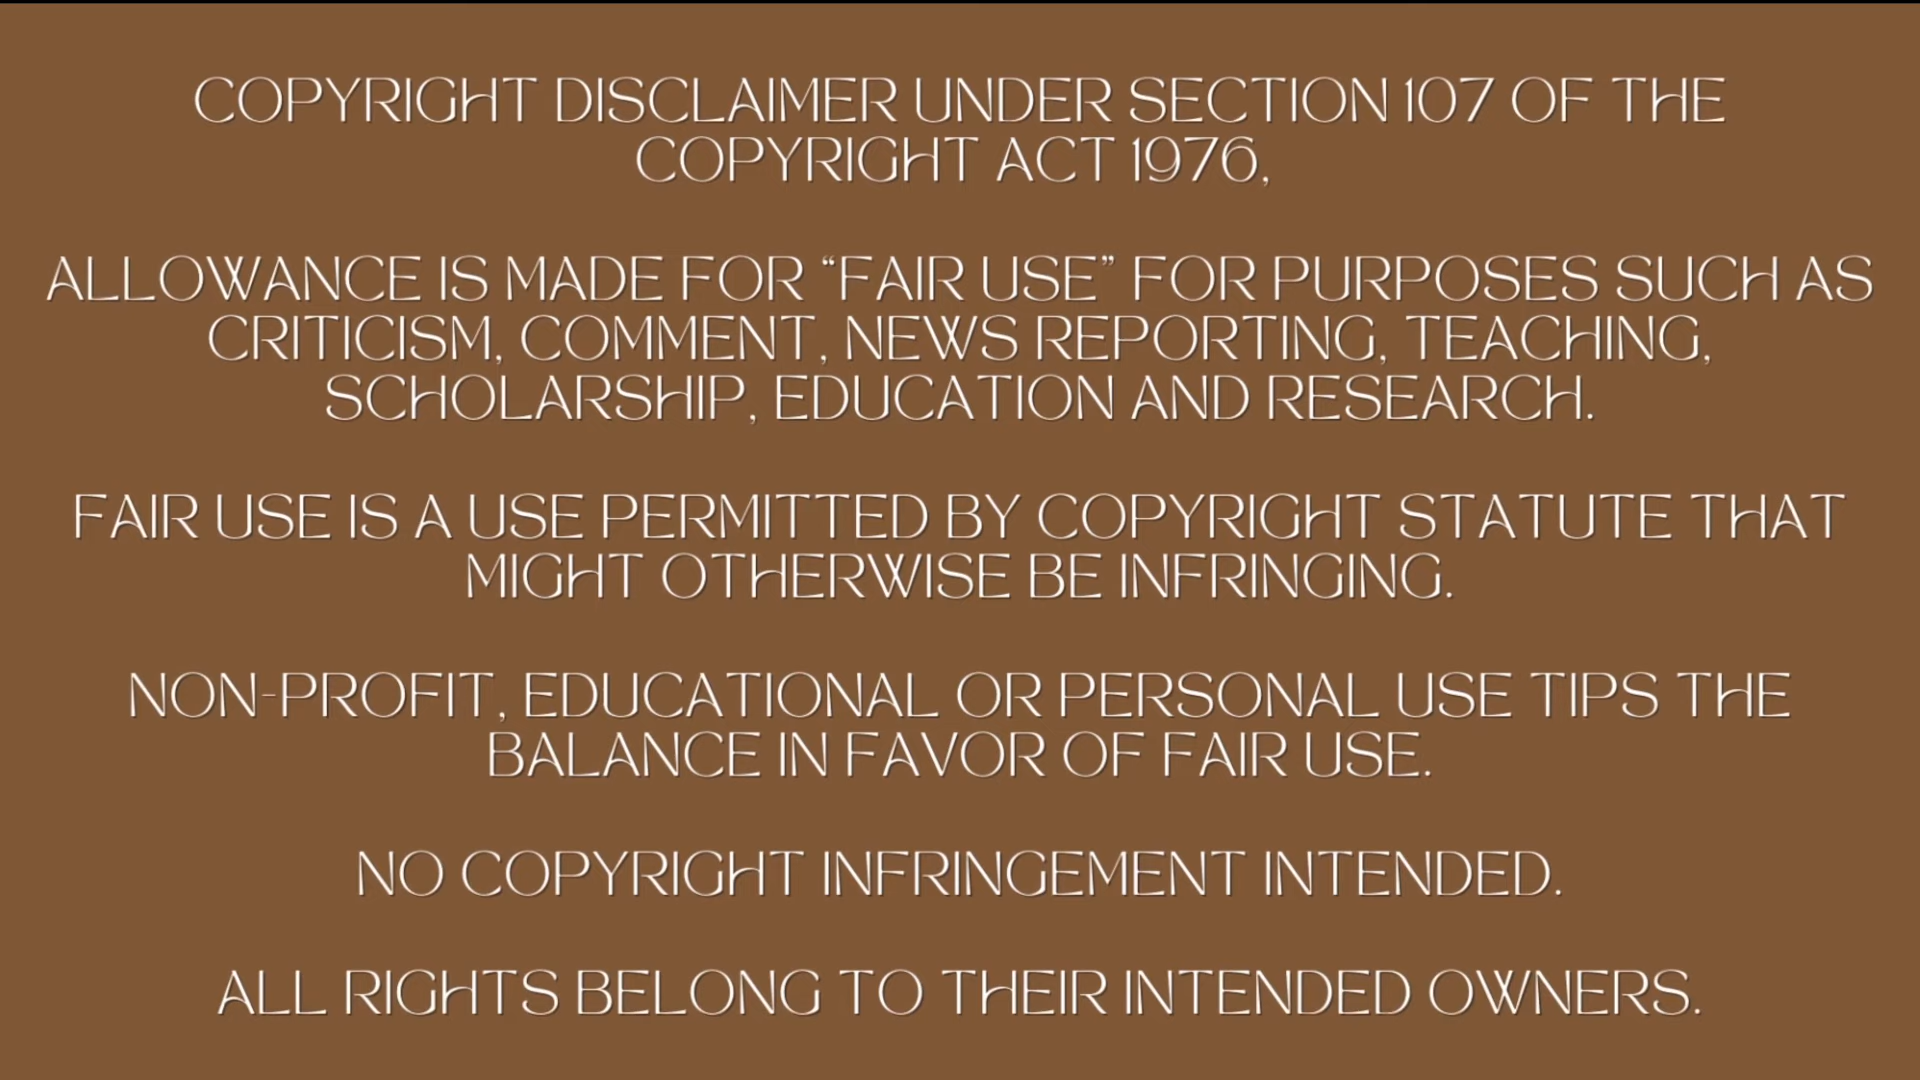 COPYRIGHT DISCLAIMER UNDER SECTION 107 OF THE
COPYRIGHT ACT 1976,
ALLOWANCE IS MADE FOR “FAIR USE” FOR PURPOSES SUCH AS
CRITICISM, COMMENT, NEWS REPORTING, TEACHING,
SCHOLARSHIP, EDUCATION AND RESEARCH.
FAIR USE IS A USE PERMITTED BY COPYRIGHT STATUTE THAT
MIGHT OTHERWISE BE INFRINGING.
NON-PROFIT, EDUCATIONAL OR PERSONAL USE TIPS THE
BALANCE IN FAVOR OF FAIR USE.
NO COPYRIGHT INFRINGEMENT INTENDED.
ALL RIGHTS BELONG TO THEIR INTENDED OWNERS.